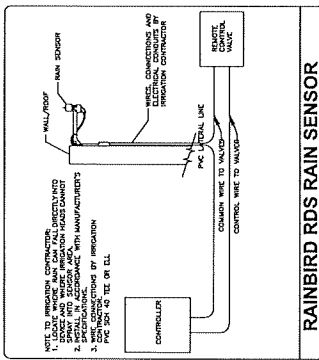 NOTE TO IRRIGATION CONTRACTOR:
1. LOCATE WHERE RAIN CAN FALL DIRECTLY INTO
DEVICE AND WHERE IRRIGATION HEADS CANNOT
SPRAY INTO SENSOR AREA.
2. INSTALL IN ACCORDANCE WITH MANUFACTURER'S
SPECIFICATIONS.
3. WIRE CONNECTIONS BY IRRIGATION
CONTRACTOR.
PVC SCH 40 TEE OR ELL
WALL/ROOF
RAIN SENSOR
WIRES, CONNECTIONS AND
ELECTRICAL CONDUITS BY
IRRIGATION CONTRACTOR
PVC LATERAL LINE
REMOTE
CONTROL
VALVE
CONTROLLER
COMMON WIRE TO VALVES
CONTROL WIRE TO VALVES
RAINBIRD RDS RAIN SENSOR